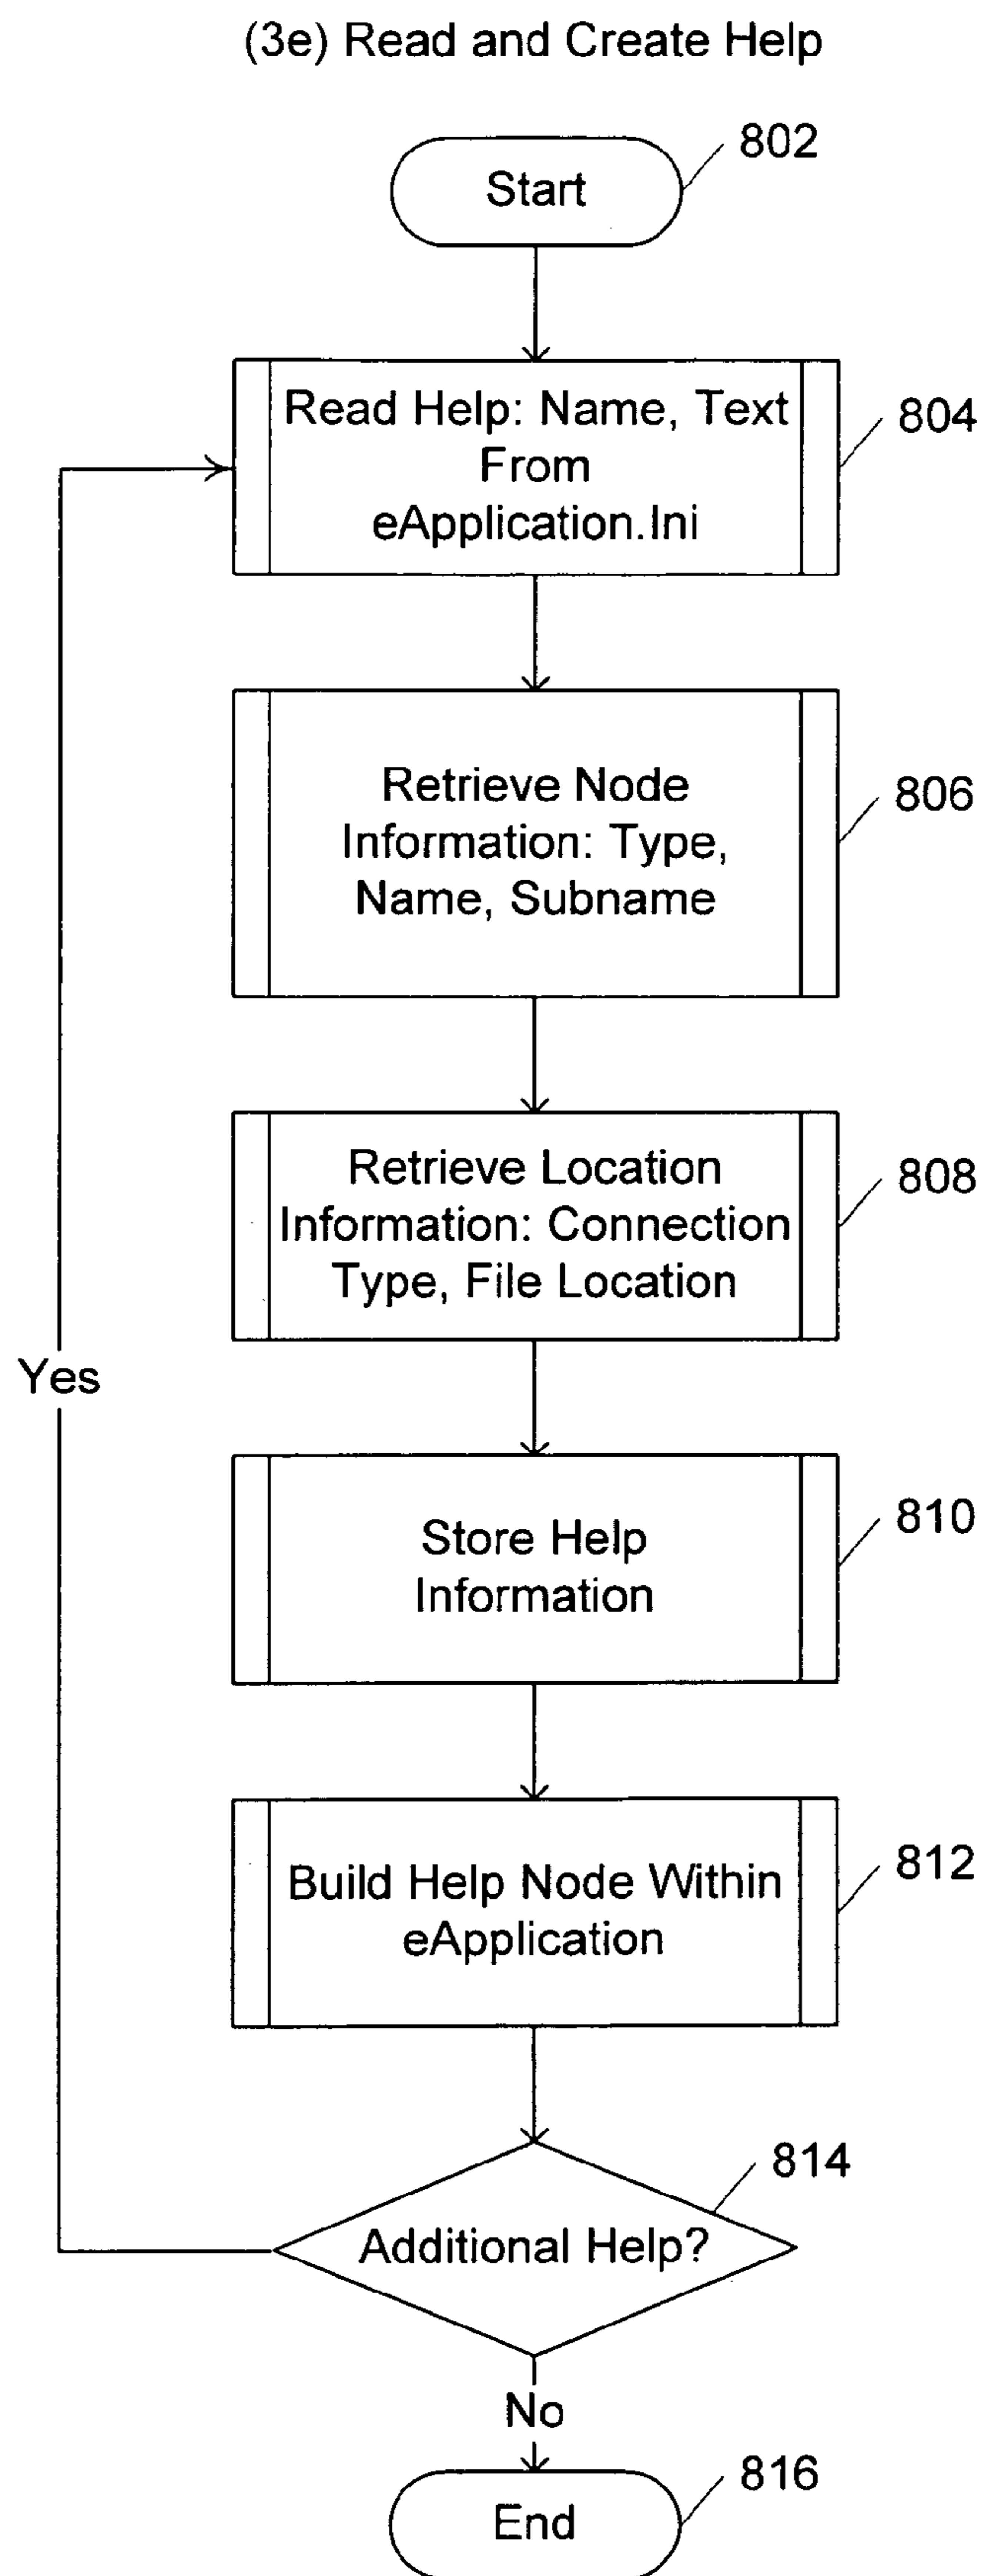 (3e) Read and Create Help
802
Start
Read Help: Name, Text
From
eApplication.Ini
804
Retrieve Node
Information: Type,
Name, Subname
806
Retrieve Location
Information: Connection
Type, File Location
808
Yes
Store Help
Information
810
Build Help Node Within
eApplication
812
814
Additional Help?
No
816
End